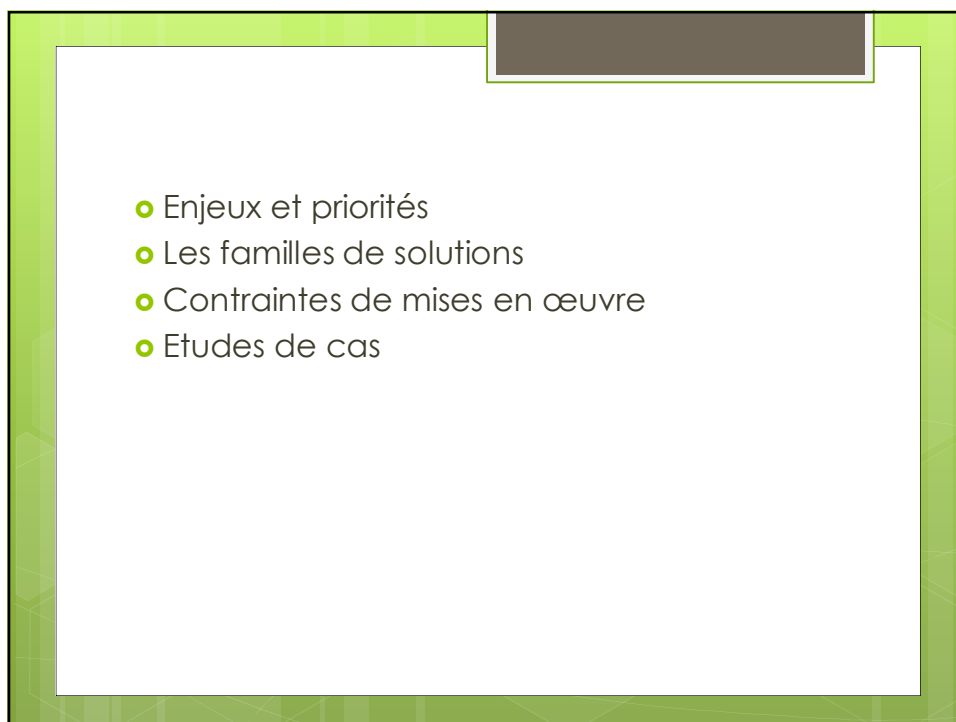 Enjeux et priorités
Les familles de solutions
Contraintes de mises en œuvre
Etudes de cas